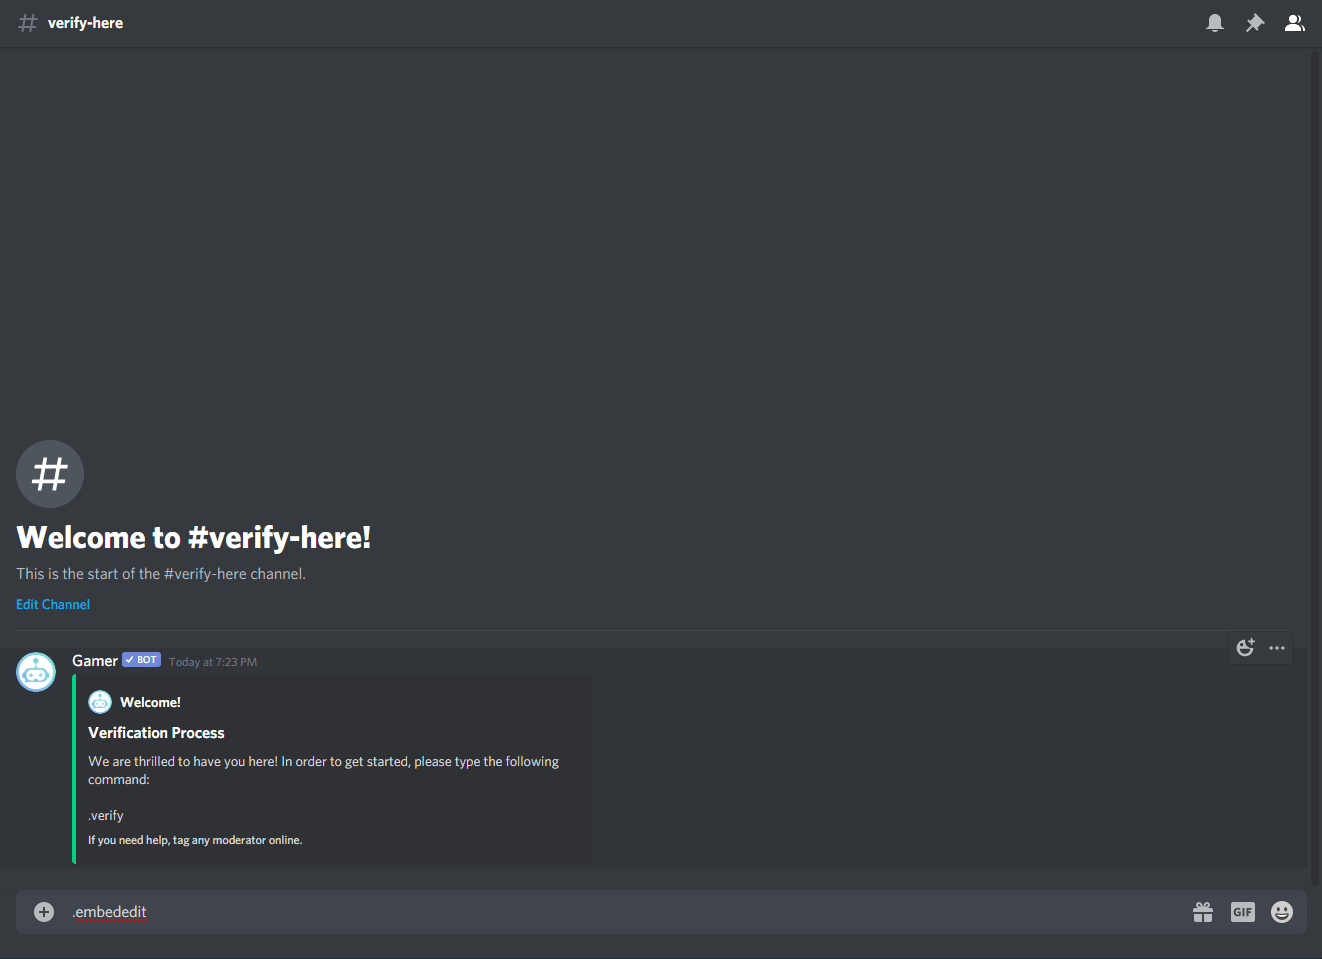 verify-here
Welcome to #verify-here!
This is the start of the #verify-here channel.
Edit Channel
Gamer BOT Today at 7:23 PM
Welcome!
Verification Process
We are thrilled to have you here! In order to get started, please type the following
command:
.verify
If you need help, tag any moderator online.
.embededit
GIF